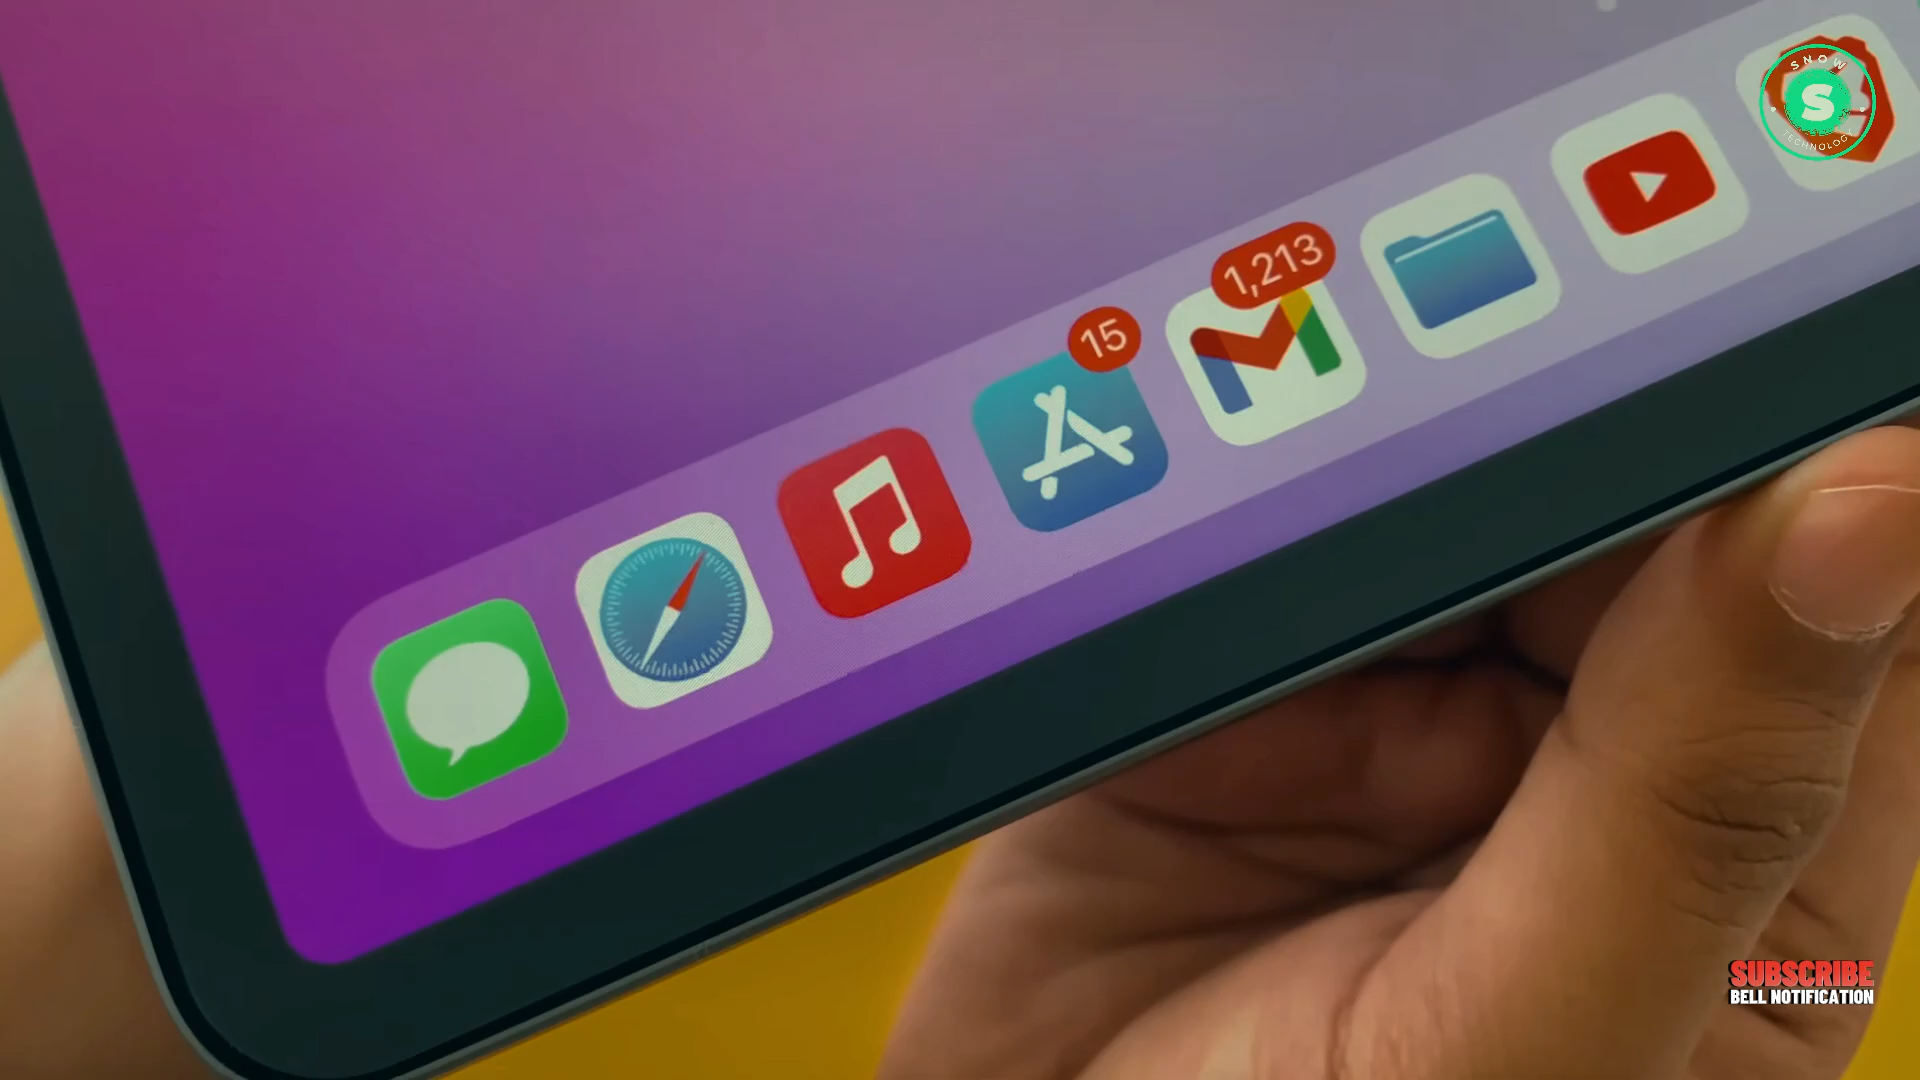 SNOW
S
TECHNOLOGY
1,213
15
SUBSCRIBE
BELL NOTIFICATION